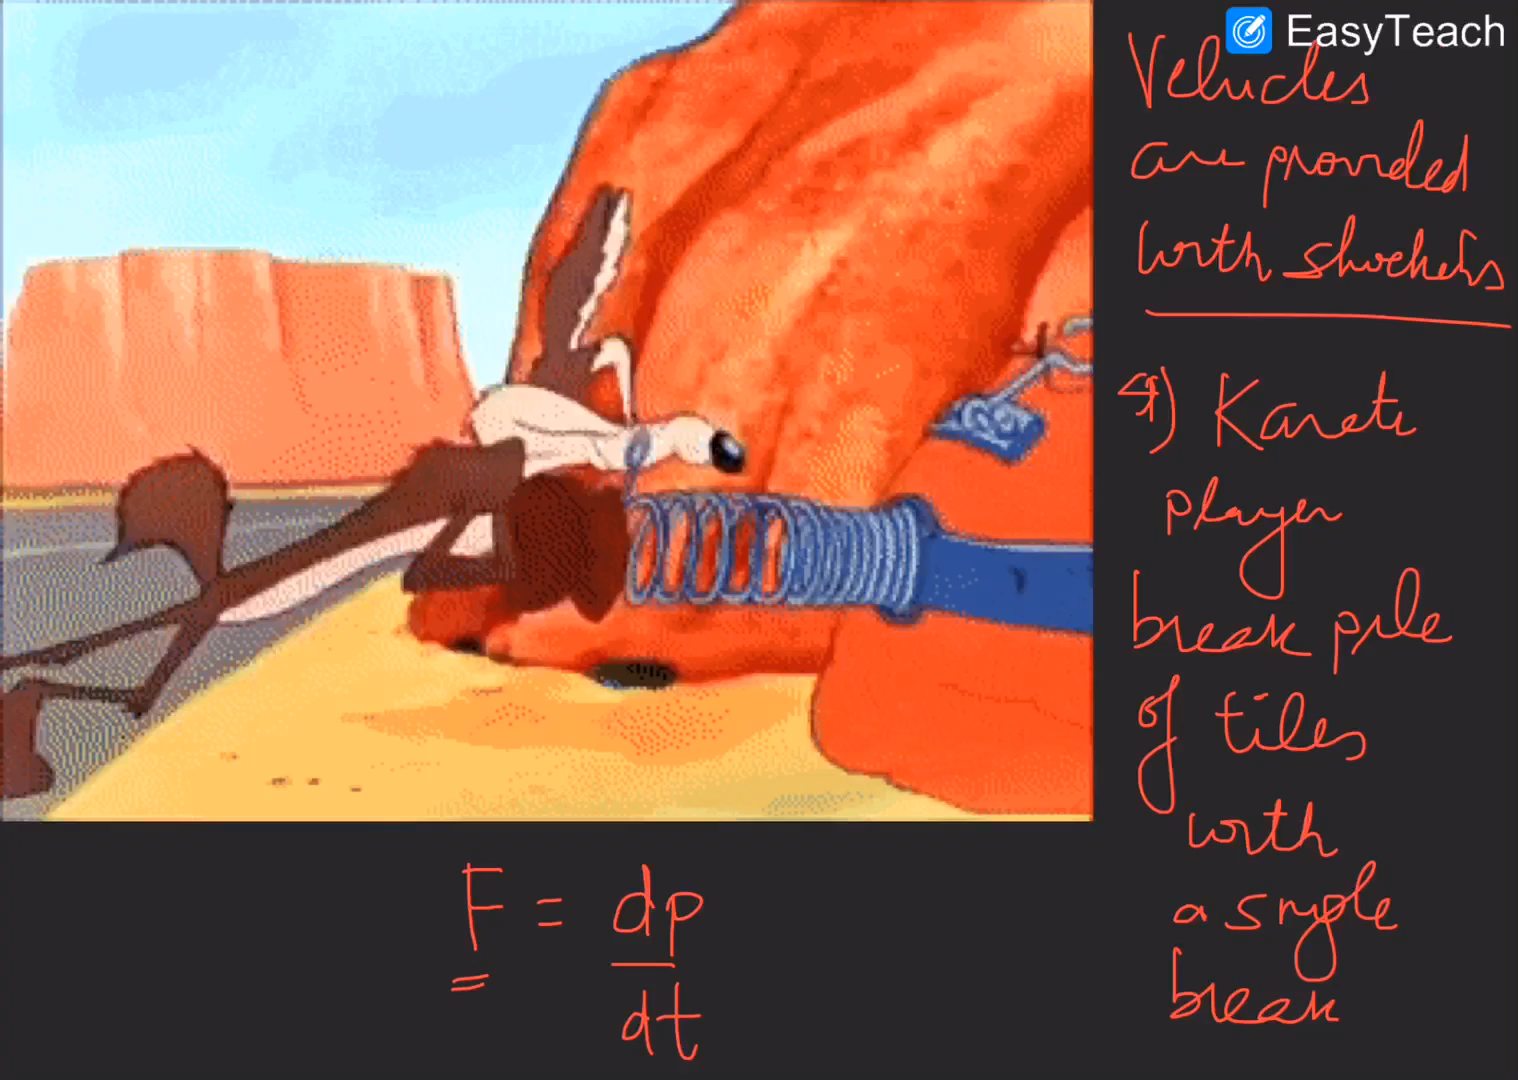 EasyTeach
Vehicles
are provided
with shockers
4) Karate
player
break pile
of tiles
with
a single
break
F = dp
dt